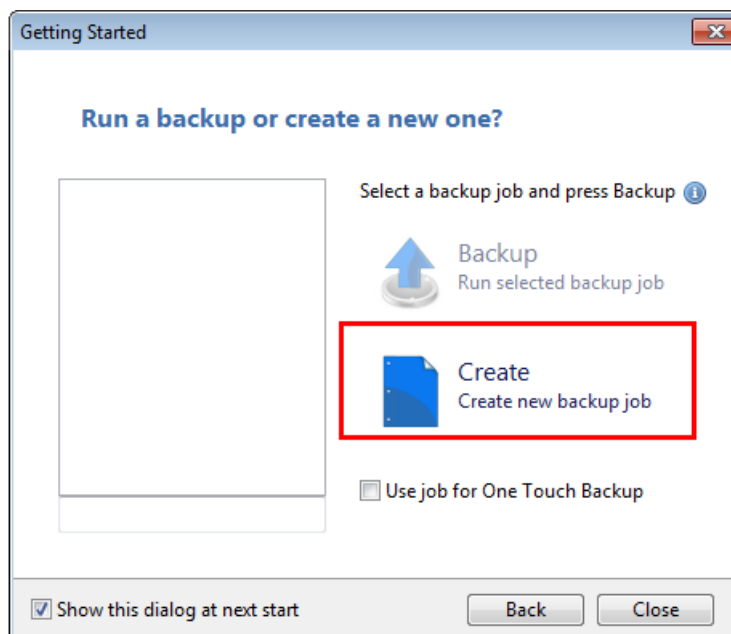 Getting Started
Run a backup or create a new one?
Select a backup job and press Backup
Backup
Run selected backup job
Create
Create new backup job
Use job for One Touch Backup
Show this dialog at next start
Back
Close